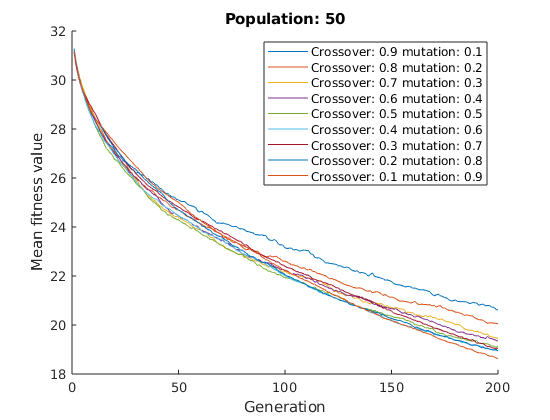 Population: 50
32
30
28
26
24
22
20
18
Mean fitness value
Crossover: 0.9 mutation: 0.1
Crossover: 0.8 mutation: 0.2
Crossover: 0.7 mutation: 0.3
Crossover: 0.6 mutation: 0.4
Crossover: 0.5 mutation: 0.5
Crossover: 0.4 mutation: 0.6
Crossover: 0.3 mutation: 0.7
Crossover: 0.2 mutation: 0.8
Crossover: 0.1 mutation: 0.9
0 50 100 150 200
Generation